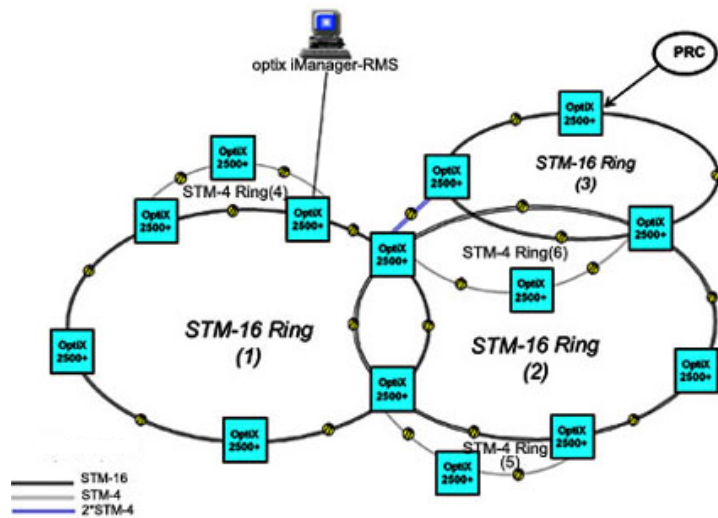 optix iManager-RMS
PRC
OptiX
2500+
OptiX
2500+
OptiX
2500+
STM-16 Ring
(3)
STM-4 Ring(4)
OptiX
2500+
OptiX
2500+
OptiX
2500+
OptiX
2500+
STM-4 Ring(6)
OptiX
2500+
STM-16 Ring
(1)
STM-16 Ring
(2)
OptiX
2500+
OptiX
2500+
OptiX
2500+
OptiX
2500+
OptiX
2500+
STM-4 Ring
(5)
OptiX
2500+
STM-16
STM-4
2*STM-4